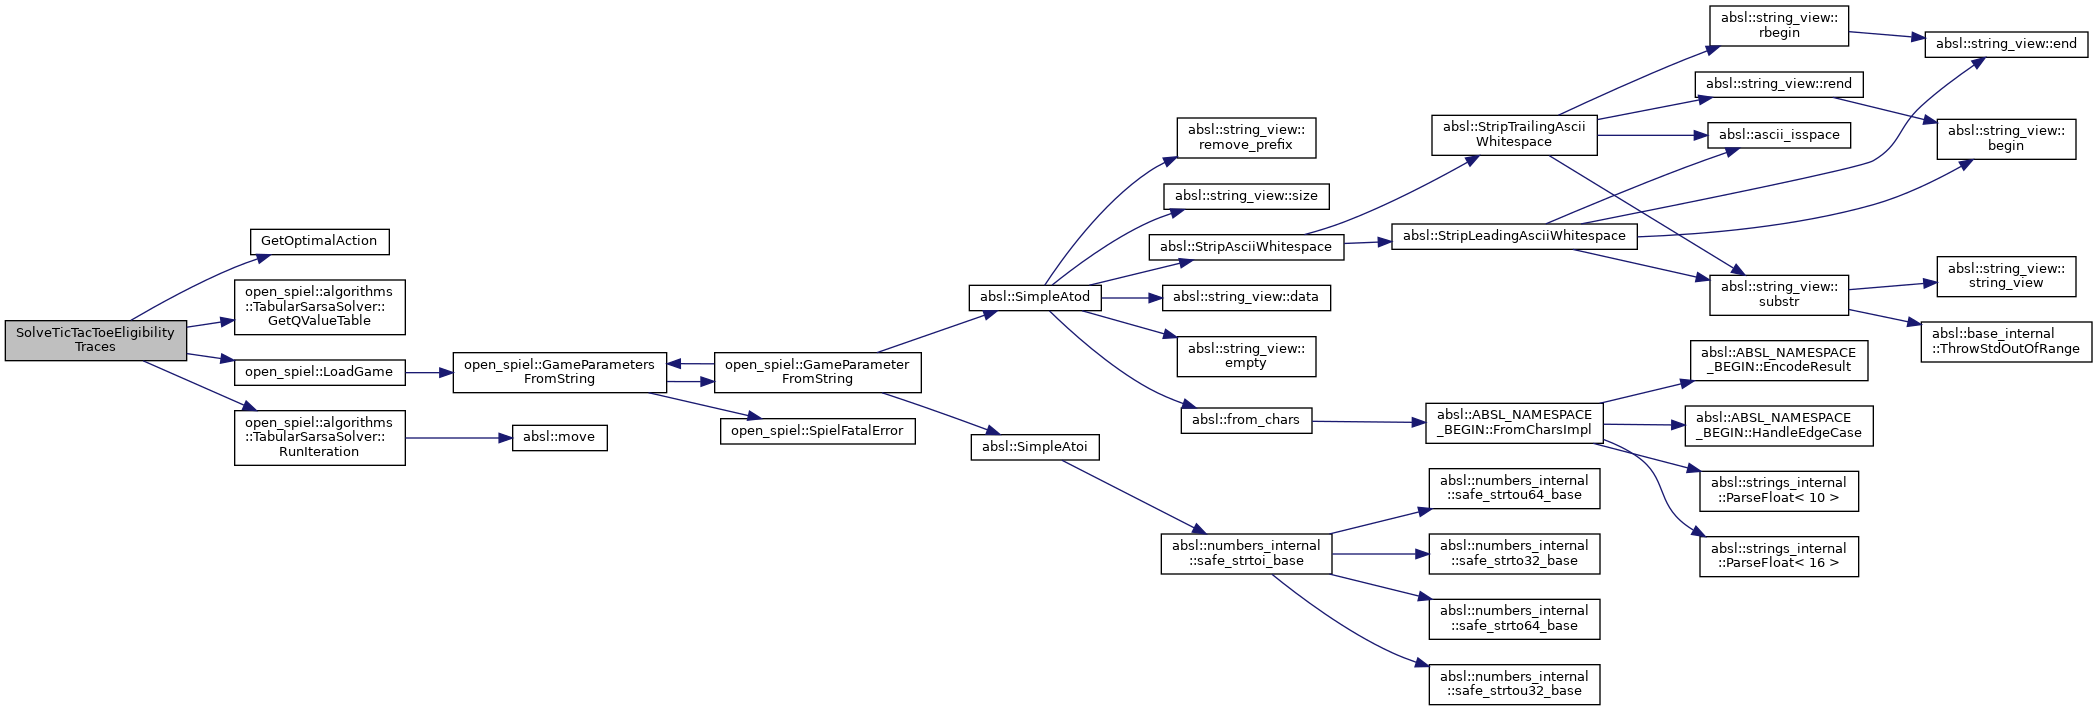 SolveTicTacToeEligibility
Traces
GetOptimalAction
open_spiel::algorithms
::TabularSarsaSolver::
GetQValueTable
open_spiel::LoadGame
open_spiel::algorithms
::TabularSarsaSolver::
RunIteration
absl::move
open_spiel::GameParameters
FromString
open_spiel::GameParameter
FromString
open_spiel::SpielFatalError
absl::SimpleAtod
absl::SimpleAtoi
absl::string_view::
remove_prefix
absl::string_view::size
absl::StripAsciiWhitespace
absl::string_view::data
absl::string_view::
empty
absl::from_chars
absl::numbers_internal
::safe_strtoi_base
absl::StripTrailingAscii
Whitespace
absl::StripLeadingAsciiWhitespace
absl::ABSL_NAMESPACE
_BEGIN::FromCharsImpl
absl::numbers_internal
::safe_strtou64_base
absl::numbers_internal
::safe_strto32_base
absl::numbers_internal
::safe_strto64_base
absl::numbers_internal
::safe_strtou32_base
absl::string_view::
rbegin
absl::string_view::rend
absl::ascii_isspace
absl::string_view::
substr
absl::ABSL_NAMESPACE
_BEGIN::EncodeResult
absl::ABSL_NAMESPACE
_BEGIN::HandleEdgeCase
absl::strings_internal
::ParseFloat< 10 >
absl::strings_internal
::ParseFloat< 16 >
absl::string_view::end
absl::string_view::
begin
absl::string_view::
string_view
absl::base_internal
::ThrowStdOutOfRange